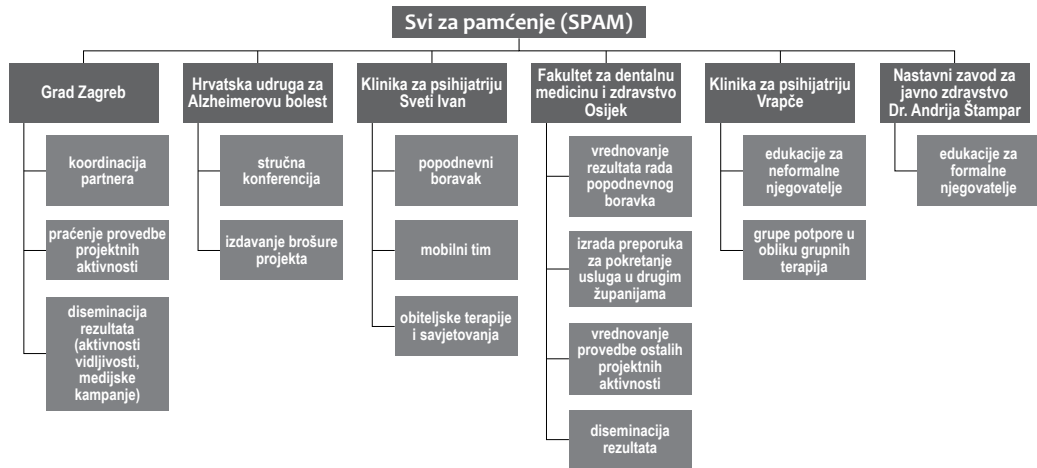 Svi za pamćenje (SPAM)
Grad Zagreb
koordinacija
partnera
praćenje provedbe
projektnih
aktivnosti
diseminacija
rezultata
(aktivnosti
vidljivosti,
medijske
kampanje)
Hrvatska udruga za
Alzheimerovu bolest
stručna
konferencija
izdavanje brošure
projekta
Klinika za psihijatriju
Sveti Ivan
popodnevni
boravak
mobilni tim
obiteljske terapije
i savjetovanja
Fakultet za dentalnu
medicinu i zdravstvo
Osijek
vrednovanje
rezultata rada
popodnevnog
boravka
izrada preporuka
za pokretanje
usluga u drugim
županijama
vrednovanje
provedbe ostalih
projektnih
aktivnosti
diseminacija
rezultata
Klinika za psihijatriju
Vrapče
edukacije za
neformalne
njegovatelje
grupe potpore u
obliku grupnih
terapija
Nastavni zavod za
javno zdravstvo
Dr. Andrija Štampar
edukacije za
formalne
njegovatelje